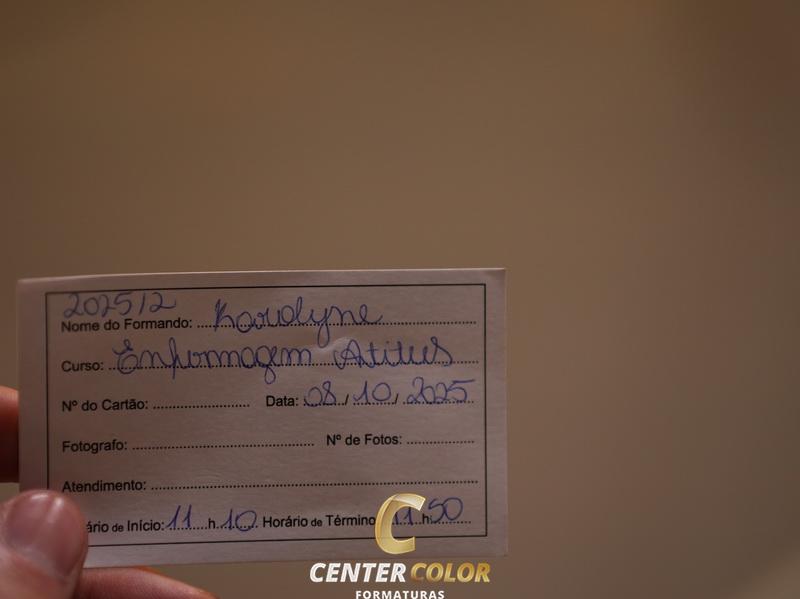 202512
Nome do Formando: Karolyne
Curso: Enfermagem Atitus
Nº do Cartão: Data: 08/10/2025
Fotografo: Nº de Fotos:
Atendimento:
ário de Início: 11 h 10 Horário de Término 11 h 50
CENTER COLOR
FORMATURAS